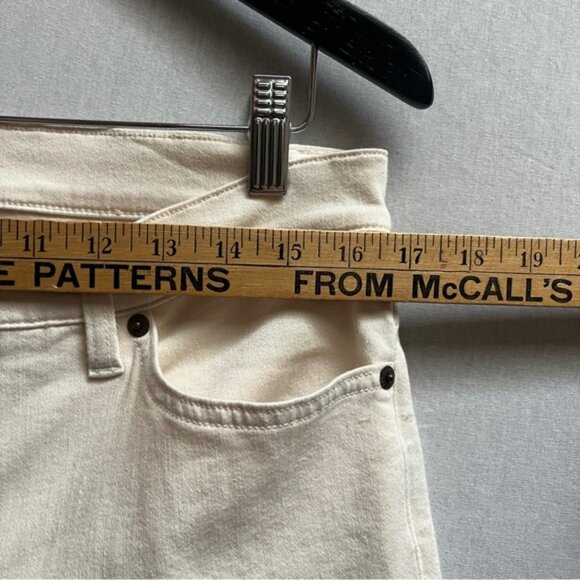 11 12 13 14 15 16 17 18 19
E PATTERNS FROM McCALL'S